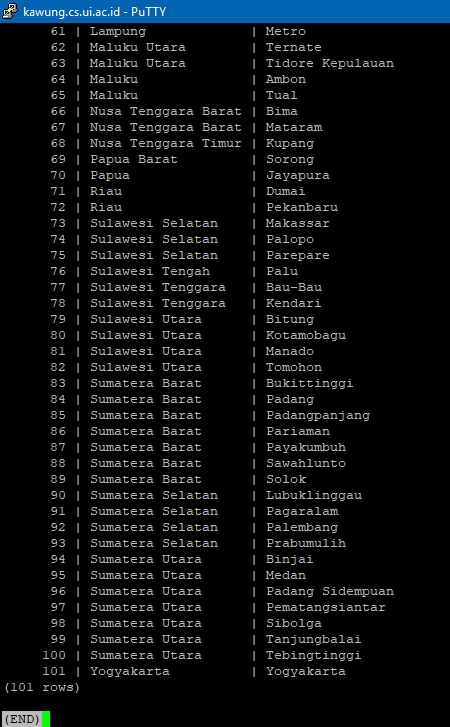 kawung.cs.ui.ac.id - PuTTY
61 | Lampung | Metro
62 | Maluku Utara | Ternate
63 | Maluku Utara | Tidore Kepulauan
64 | Maluku | Ambon
65 | Maluku | Tual
66 | Nusa Tenggara Barat | Bima
67 | Nusa Tenggara Barat | Mataram
68 | Nusa Tenggara Timur | Kupang
69 | Papua Barat | Sorong
70 | Papua | Jayapura
71 | Riau | Dumai
72 | Riau | Pekanbaru
73 | Sulawesi Selatan | Makassar
74 | Sulawesi Selatan | Palopo
75 | Sulawesi Selatan | Parepare
76 | Sulawesi Tengah | Palu
77 | Sulawesi Tenggara | Bau-Bau
78 | Sulawesi Tenggara | Kendari
79 | Sulawesi Utara | Bitung
80 | Sulawesi Utara | Kotamobagu
81 | Sulawesi Utara | Manado
82 | Sulawesi Utara | Tomohon
83 | Sumatera Barat | Bukittinggi
84 | Sumatera Barat | Padang
85 | Sumatera Barat | Padangpanjang
86 | Sumatera Barat | Pariaman
87 | Sumatera Barat | Payakumbuh
88 | Sumatera Barat | Sawahlunto
89 | Sumatera Barat | Solok
90 | Sumatera Selatan | Lubuklinggau
91 | Sumatera Selatan | Pagaralam
92 | Sumatera Selatan | Palembang
93 | Sumatera Selatan | Prabumulih
94 | Sumatera Utara | Binjai
95 | Sumatera Utara | Medan
96 | Sumatera Utara | Padang Sidempuan
97 | Sumatera Utara | Pematangsiantar
98 | Sumatera Utara | Sibolga
99 | Sumatera Utara | Tanjungbalai
100 | Sumatera Utara | Tebingtinggi
101 | Yogyakarta | Yogyakarta
(101 rows)
(END)